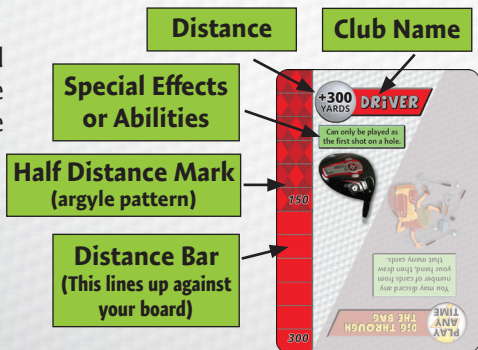 Distance
Club Name
Special Effects
or Abilities
Half Distance Mark
(argyle pattern)
Distance Bar
(This lines up against
your board)
+300
YARDS
DRiVER
Can only be played as
the first shot on a hole.
150
300
PLAY
ANY
TIME
DiG THROUGH
THE BAG
You may discard any
number of cards from
your hand, then draw
that many cards.